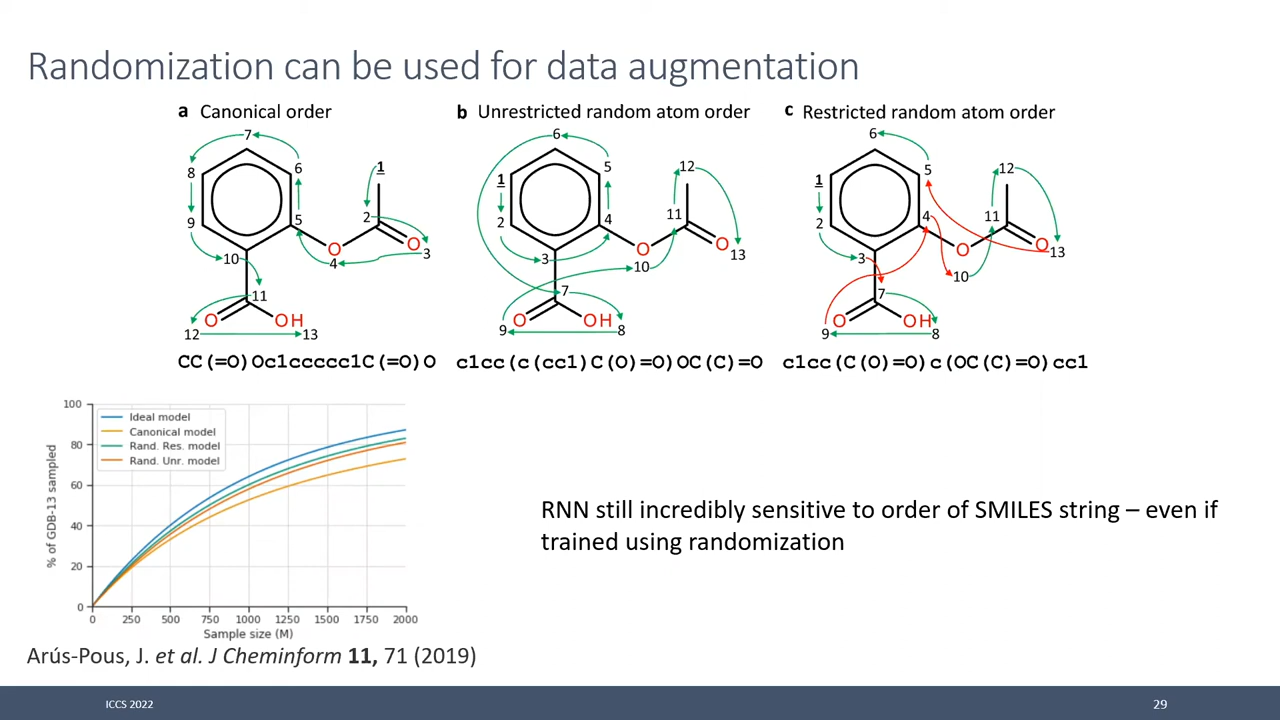 Randomization can be used for data augmentation
a Canonical order
b Unrestricted random atom order
c Restricted random atom order
7
8
6
1
9
5
2
O
O
3
4
10
11
O
OH
12
13
CC(=O)Oc1ccccc1C(=O)O
6
1
5
12
2
4
11
O
O
13
3
10
7
O
OH
9
8
c1cc(c(cc1)C(O)=O)OC(C)=O
6
1
5
12
2
4
11
O
O
13
3
10
7
O
OH
9
8
c1cc(C(O)=O)c(OC(C)=O)cc1
100
80
60
40
20
0
% of GDB-13 sampled
Ideal model
Canonical model
Rand. Res. model
Rand. Unr. model
0 250 500 750 1000 1250 1500 1750 2000
Sample size (M)
RNN still incredibly sensitive to order of SMILES string – even if
trained using randomization
Arús-Pous, J. et al. J Cheminform 11, 71 (2019)
ICCS 2022
29